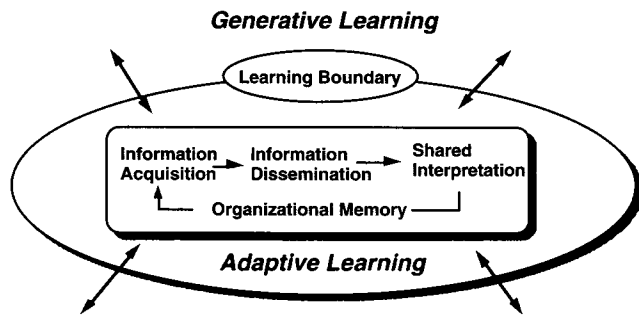 Generative Learning
Learning Boundary
Information Acquisition
Information Dissemination
Shared Interpretation
Organizational Memory
Adaptive Learning